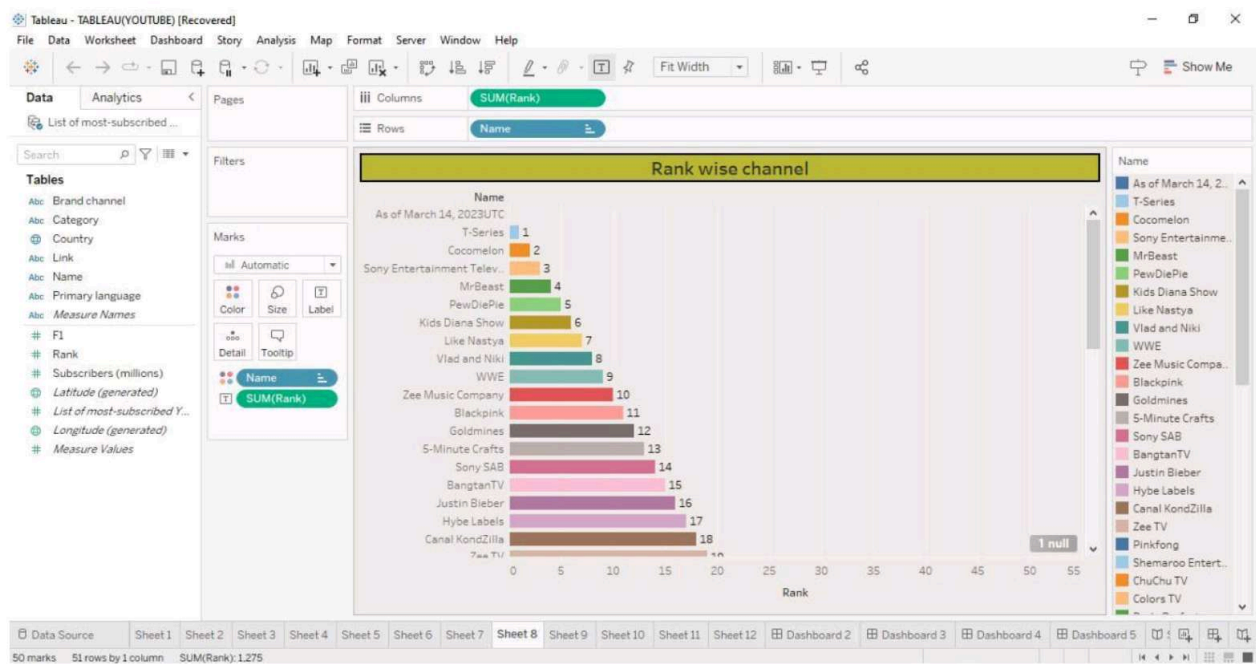 Tableau - TABLEAU(YOUTUBE) [Recovered]
File Data Worksheet Dashboard Story Analysis Map Format Server Window Help
Fit Width
Show Me
Data Analytics
List of most-subscribed ...
Search
Tables
Abc Brand channel
Abc Category
Country
Abc Link
Abc Name
Abc Primary language
Abc Measure Names
# F1
# Rank
# Subscribers (millions)
Latitude (generated)
# List of most-subscribed Y...
Longitude (generated)
# Measure Values
Pages
Filters
Marks
Automatic
Color Size Label
Detail Tooltip
Name
SUM(Rank)
Columns SUM(Rank)
Rows Name
Rank wise channel
Name
As of March 14, 2023UTC
T-Series 1
Cocomelon 2
Sony Entertainment Telev.. 3
MrBeast 4
PewDiePie 5
Kids Diana Show 6
Like Nastya 7
Vlad and Niki 8
WWE 9
Zee Music Company 10
Blackpink 11
Goldmines 12
5-Minute Crafts 13
Sony SAB 14
BangtanTV 15
Justin Bieber 16
Hybe Labels 17
Canal KondZilla 18
Zee TV 19
1 null
0 5 10 15 20 25 30 35 40 45 50 55
Rank
Name
As of March 14, 2..
T-Series
Cocomelon
Sony Entertainme..
MrBeast
PewDiePie
Kids Diana Show
Like Nastya
Vlad and Niki
WWE
Zee Music Compa..
Blackpink
Goldmines
5-Minute Crafts
Sony SAB
BangtanTV
Justin Bieber
Hybe Labels
Canal KondZilla
Zee TV
Pinkfong
Shemaroo Entert..
ChuChu TV
Colors TV
Data Source Sheet 1 Sheet 2 Sheet 3 Sheet 4 Sheet 5 Sheet 6 Sheet 7 Sheet 8 Sheet 9 Sheet 10 Sheet 11 Sheet 12 Dashboard 2 Dashboard 3 Dashboard 4 Dashboard 5
50 marks 51 rows by 1 column SUM(Rank): 1,275